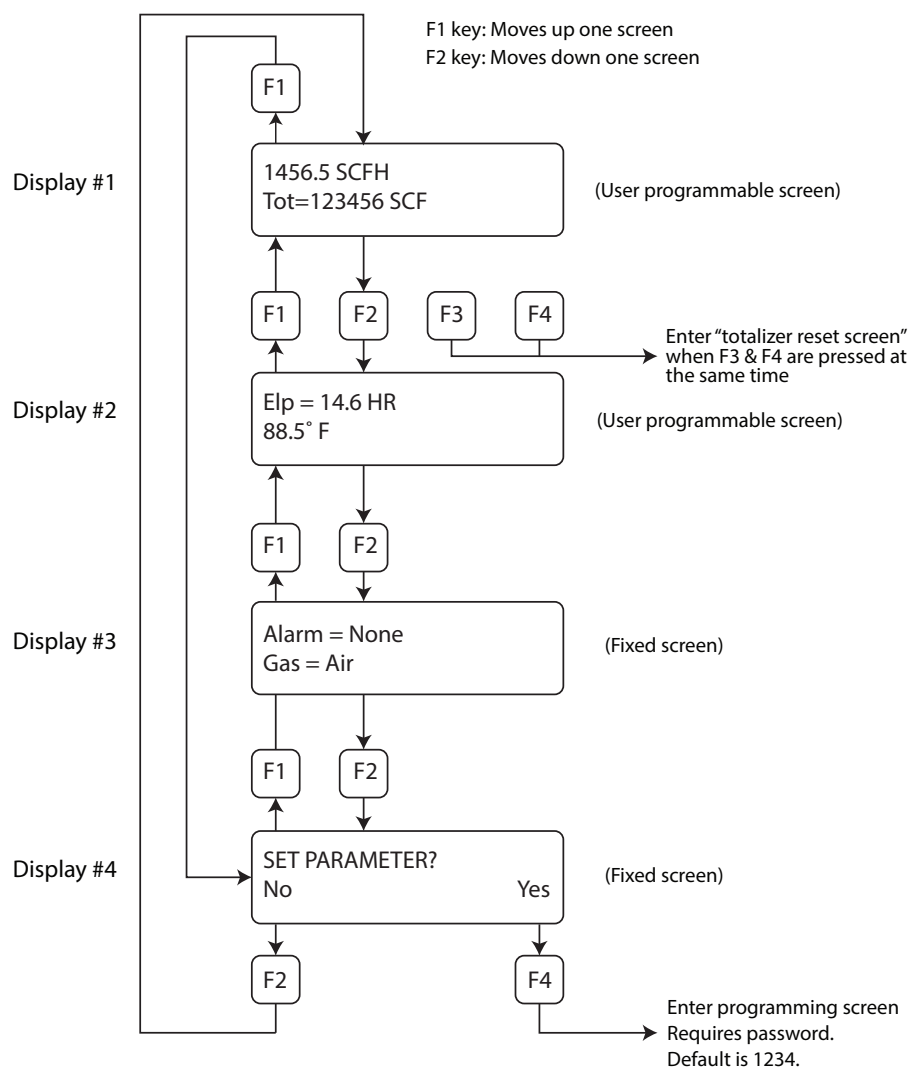 F1 key: Moves up one screen
F2 key: Moves down one screen
F1
Display #1
1456.5 SCFH
Tot=123456 SCF
(User programmable screen)
F1
F2
F3
F4
Enter “totalizer reset screen”
when F3 & F4 are pressed at
the same time
Display #2
Elp = 14.6 HR
88.5° F
(User programmable screen)
F1
F2
Display #3
Alarm = None
Gas = Air
(Fixed screen)
F1
F2
Display #4
SET PARAMETER?
No Yes
(Fixed screen)
F2
F4
Enter programming screen
Requires password.
Default is 1234.